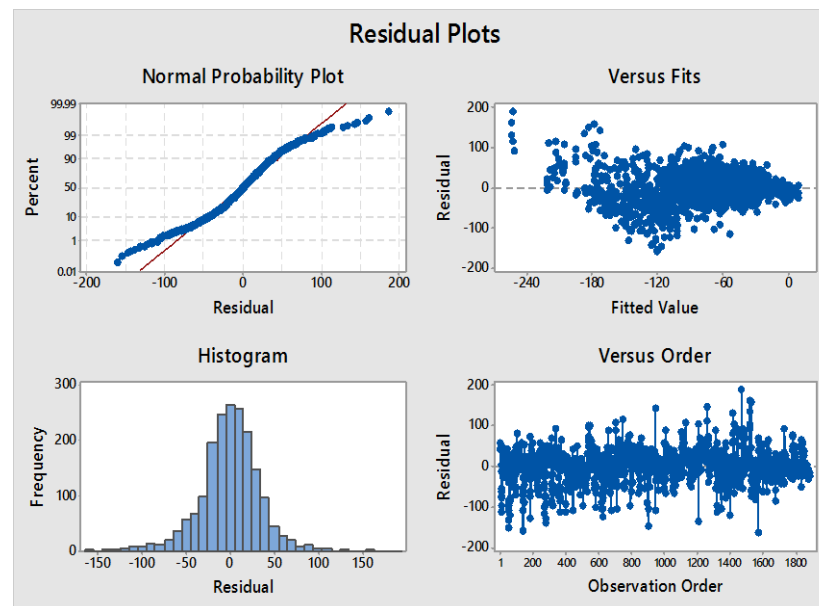 Residual Plots
Normal Probability Plot
99.99
99
90
50
10
1
0.01
Percent
-200 -100 0 100 200
Residual
Versus Fits
200
100
0
-100
-200
Residual
-240 -180 -120 -60 0
Fitted Value
Histogram
300
200
100
0
Frequency
-150 -100 -50 0 50 100 150
Residual
Versus Order
200
100
0
-100
-200
Residual
1 200 400 600 800 1000 1200 1400 1600 1800
Observation Order